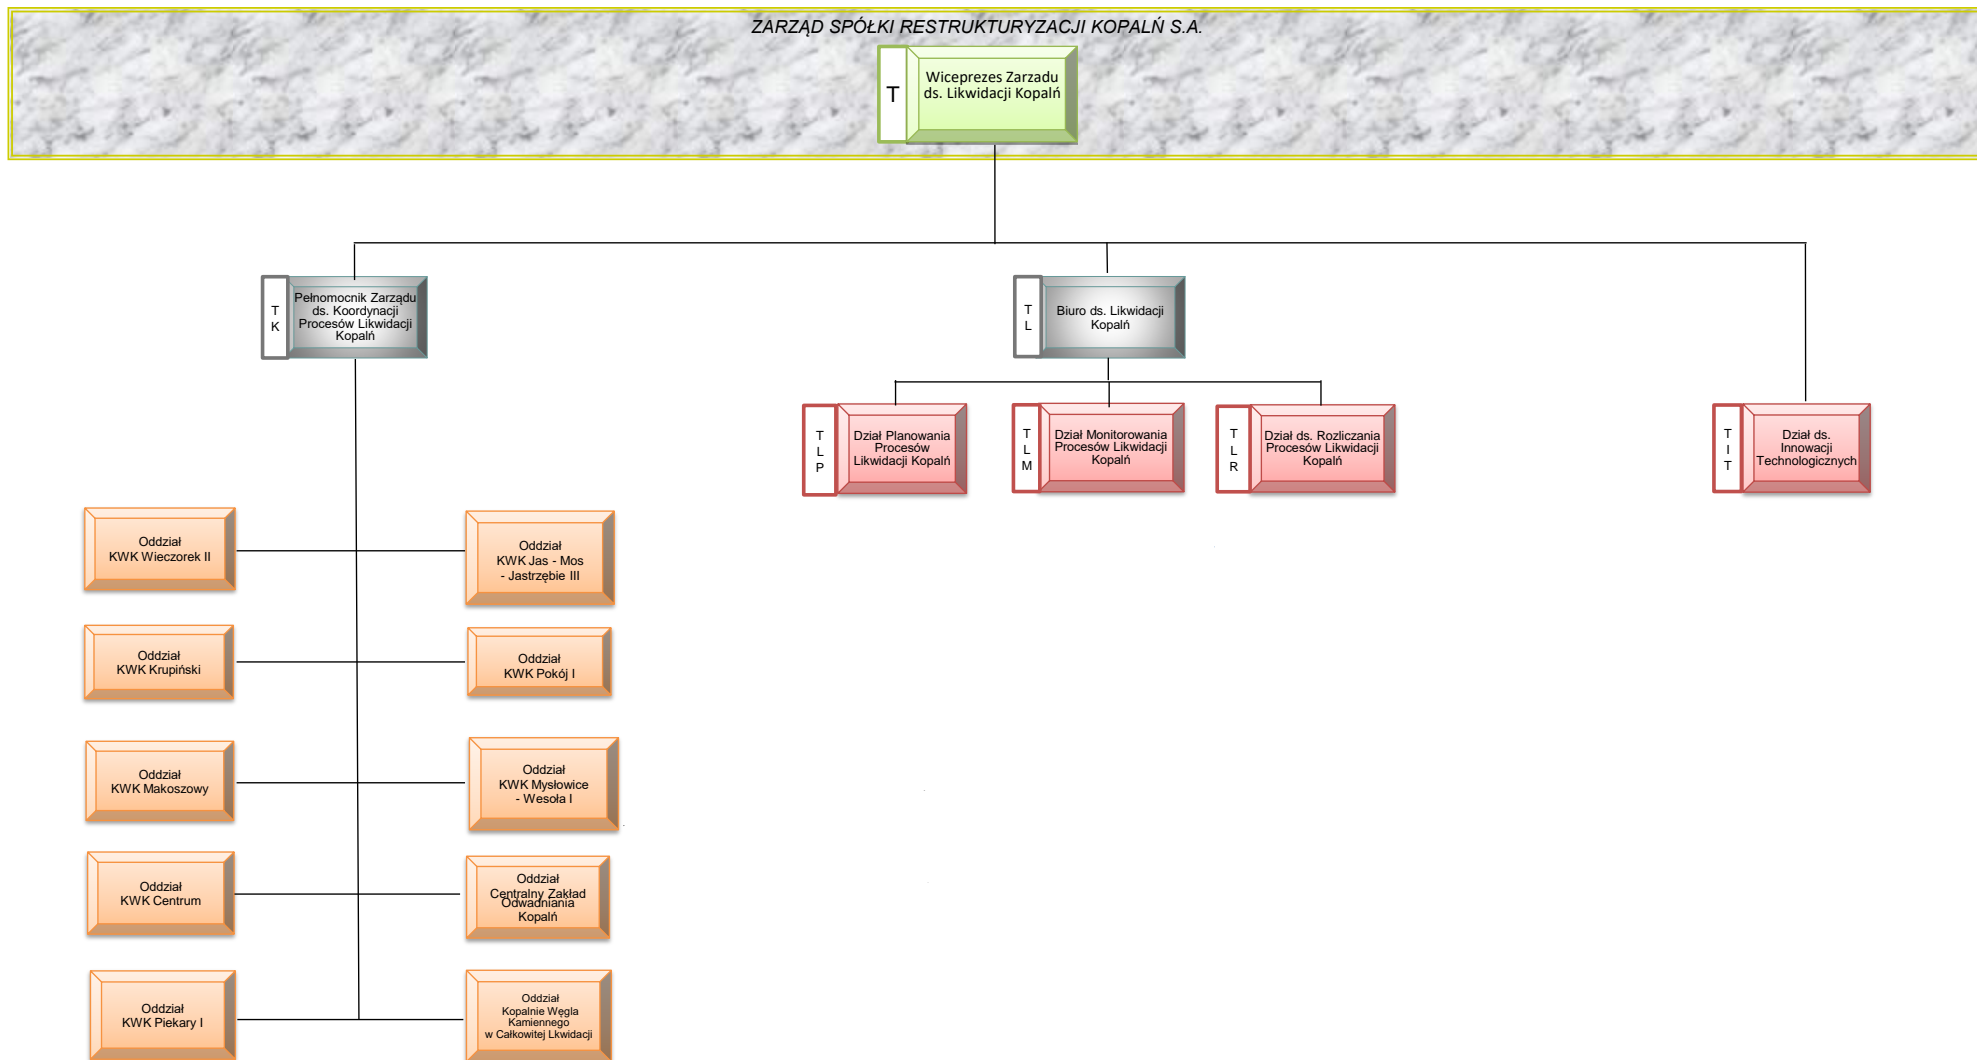 ZARZĄD SPÓŁKI RESTRUKTURYZACJI KOPALŃ S.A.
T
Wiceprezes Zarzadu
ds. Likwidacji Kopalń
T
K
Pełnomocnik Zarządu
ds. Koordynacji
Procesów Likwidacji
Kopalń
T
L
Biuro ds. Likwidacji
Kopalń
T
L
P
Dział Planowania
Procesów
Likwidacji Kopalń
T
L
M
Dział Monitorowania
Procesów Likwidacji
Kopalń
T
L
R
Dział ds. Rozliczania
Procesów Likwidacji
Kopalń
T
I
T
Dział ds.
Innowacji
Technologicznych
Oddział
KWK Wieczorek II
Oddział
KWK Jas - Mos
- Jastrzębie III
Oddział
KWK Krupiński
Oddział
KWK Pokój I
Oddział
KWK Makoszowy
Oddział
KWK Mysłowice
- Wesoła I
Oddział
KWK Centrum
Oddział
Centralny Zakład
Odwadniania
Kopalń
Oddział
KWK Piekary I
Oddział
Kopalnie Węgla
Kamiennego
w Całkowitej Lkwidacji